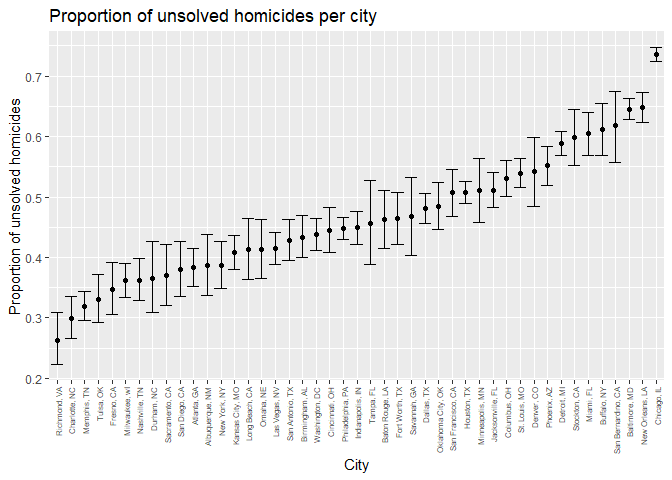 Proportion of unsolved homicides per city
Proportion of unsolved homicides
0.7
0.6
0.5
0.4
0.3
0.2
Richmond, VA
Charlotte, NC
Memphis, TN
Tulsa, OK
Fresno, CA
Milwaukee, wI
Nashville, TN
Durham, NC
Sacramento, CA
San Diego, CA
Atlanta, GA
Albuquerque, NM
New York, NY
Kansas City, MO
Long Beach, CA
Omaha, NE
Las Vegas, NV
San Antonio, TX
Birmingham, AL
Washington, DC
Cincinnati, OH
Philadelphia, PA
Indianapolis, IN
Tampa, FL
Baton Rouge, LA
Fort Worth, TX
Savannah, GA
Dallas, TX
Oklahoma City, OK
San Francisco, CA
Houston, TX
Minneapolis, MN
Jacksonville, FL
Columbus, OH
St. Louis, MO
Denver, CO
Phoenix, AZ
Detroit, MI
Stockton, CA
Miami, FL
Buffalo, NY
San Bernardino, CA
Baltimore, MD
New Orleans, LA
Chicago, IL
City